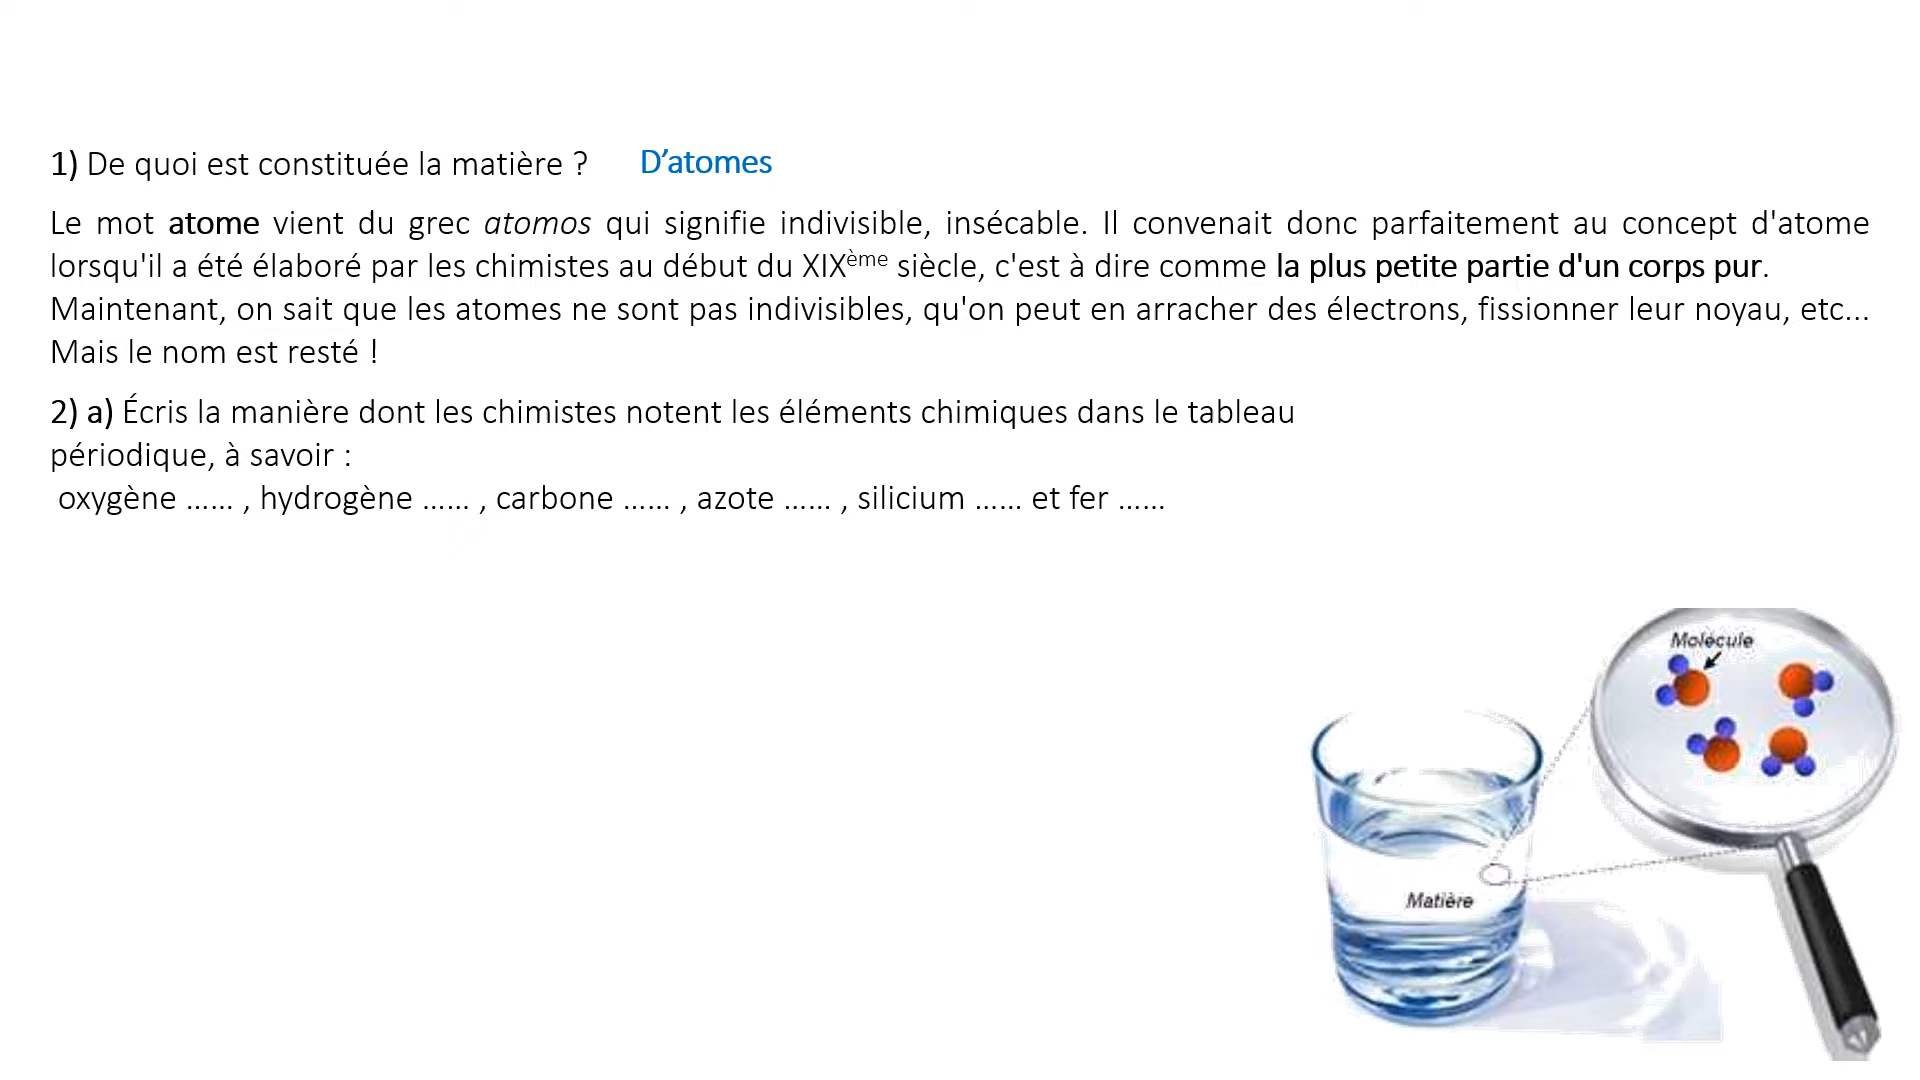 1) De quoi est constituée la matière ? D’atomes
Le mot atome vient du grec atomos qui signifie indivisible, insécable. Il convenait donc parfaitement au concept d'atome
lorsqu'il a été élaboré par les chimistes au début du XIXème siècle, c'est à dire comme la plus petite partie d'un corps pur.
Maintenant, on sait que les atomes ne sont pas indivisibles, qu'on peut en arracher des électrons, fissionner leur noyau, etc...
Mais le nom est resté !
2) a) Écris la manière dont les chimistes notent les éléments chimiques dans le tableau
périodique, à savoir :
oxygène ...... , hydrogène ...... , carbone ...... , azote ...... , silicium ...... et fer ......
Molécule
Matière